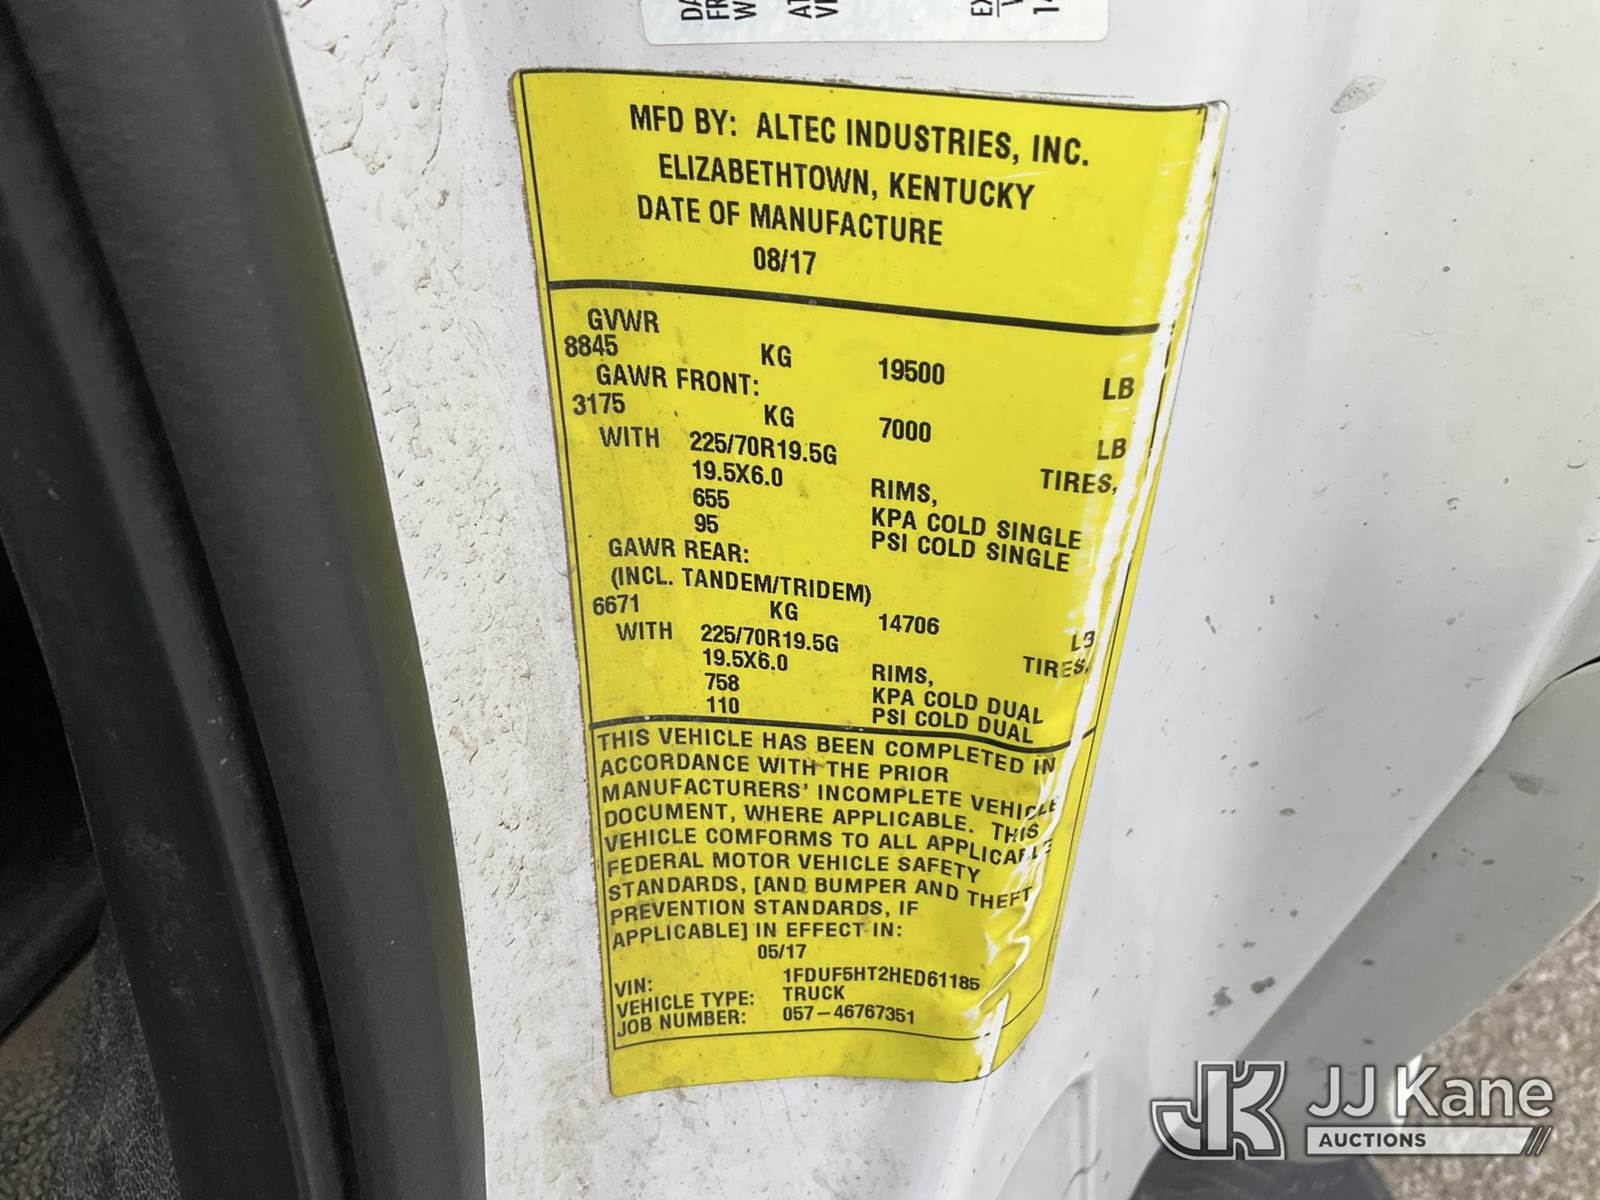 MFD BY: ALTEC INDUSTRIES, INC.
ELIZABETHTOWN, KENTUCKY
DATE OF MANUFACTURE
08/17
GVWR
8845 KG 19500 LB
GAWR FRONT:
3175 KG 7000 LB
WITH 225/70R19.5G TIRES,
19.5X6.0 RIMS,
655 KPA COLD SINGLE
95 PSI COLD SINGLE
GAWR REAR:
(INCL. TANDEM/TRIDEM)
6671 KG 14706 LB
WITH 225/70R19.5G TIRES,
19.5X6.0 RIMS,
758 KPA COLD DUAL
110 PSI COLD DUAL
THIS VEHICLE HAS BEEN COMPLETED IN
ACCORDANCE WITH THE PRIOR
MANUFACTURERS' INCOMPLETE VEHICLE
DOCUMENT, WHERE APPLICABLE. THIS
VEHICLE COMFORMS TO ALL APPLICABLE
FEDERAL MOTOR VEHICLE SAFETY
STANDARDS, [AND BUMPER AND THEFT
PREVENTION STANDARDS, IF
APPLICABLE] IN EFFECT IN:
05/17
VIN: 1FDUF5HT2HED61185
VEHICLE TYPE: TRUCK
JOB NUMBER: 057-46767351
JK JJ Kane
AUCTIONS